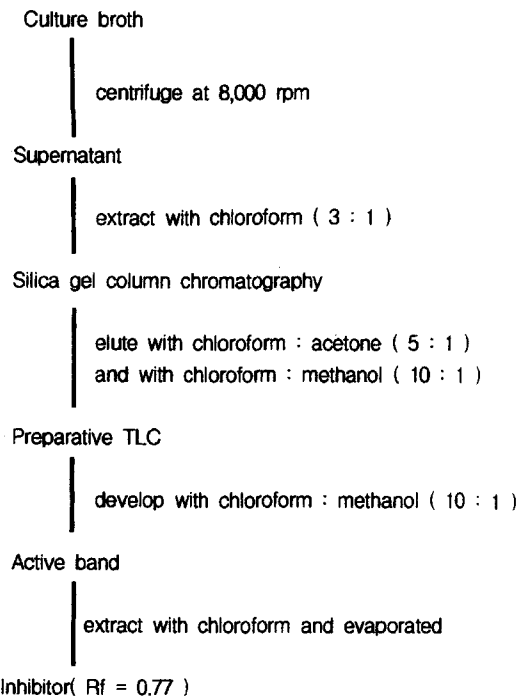 Culture broth
centrifuge at 8,000 rpm
Supernatant
extract with chloroform ( 3 : 1 )
Silica gel column chromatography
elute with chloroform : acetone ( 5 : 1 )
and with chloroform : methanol ( 10 : 1 )
Preparative TLC
develop with chloroform : methanol ( 10 : 1 )
Active band
extract with chloroform and evaporated
Inhibitor( Rf = 0.77 )